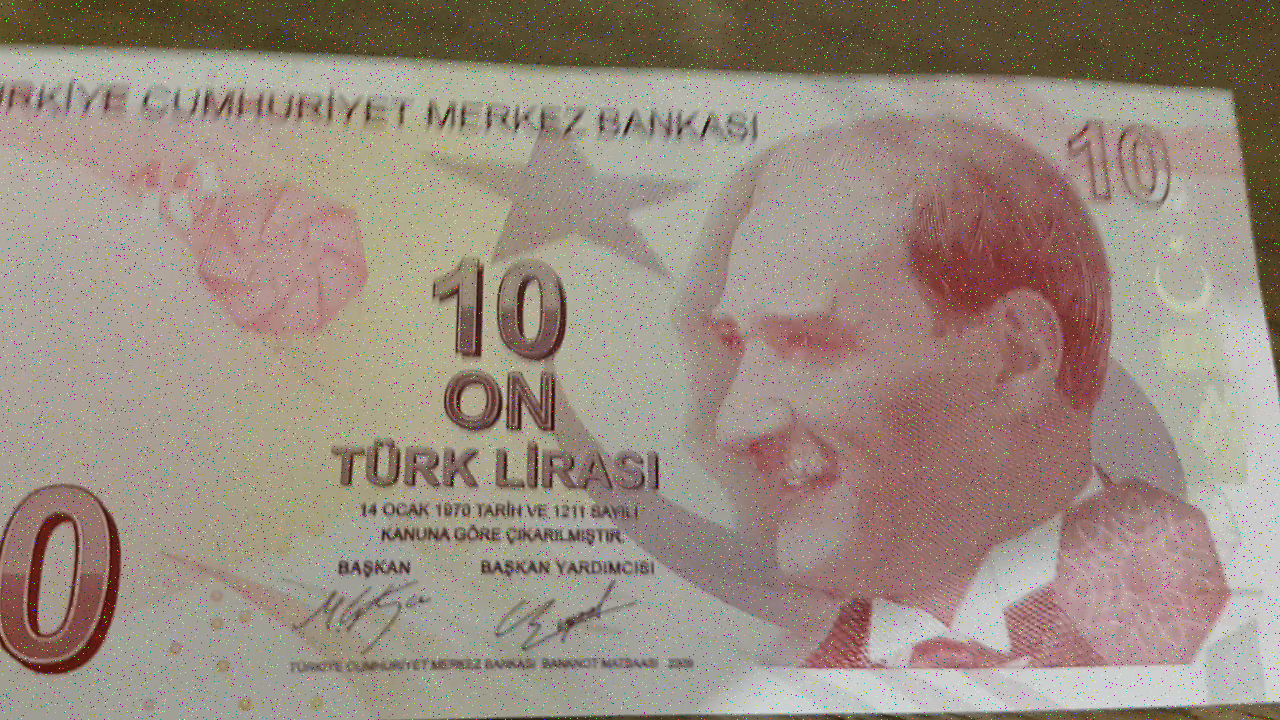 RKİYE CUMHURİYET MERKEZ BANKASI
10
10
ON
TÜRK LİRASI
14 OCAK 1970 TARİH VE 1211 SAYILI
KANUNA GÖRE ÇIKARILMIŞTIR.
BAŞKAN BAŞKAN YARDIMCISI
0
TÜRKİYE CUMHURİYET MERKEZ BANKASI BANKNOT MATBAASI 2009